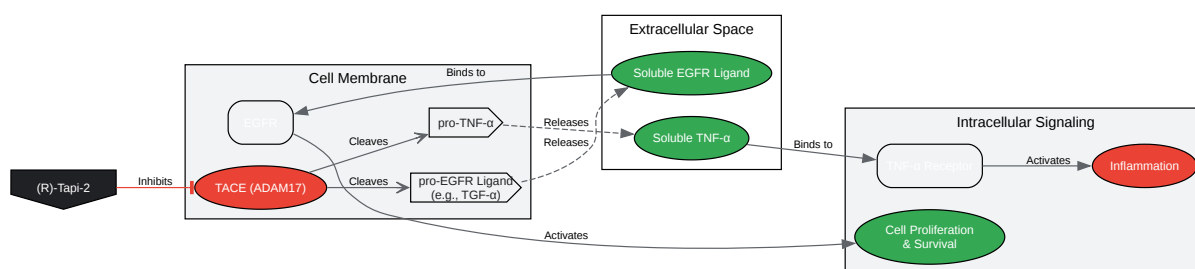 Extracellular Space
Cell Membrane
Binds to
Soluble EGFR Ligand
EGFR
pro-TNF-α
Releases
Soluble TNF-α
Intracellular Signaling
Cleaves
Releases
Binds to
TNF-α Receptor
Activates
Inflammation
(R)-Tapi-2
Inhibits
TACE (ADAM17)
Cleaves
pro-EGFR Ligand
(e.g., TGF-α)
Activates
Cell Proliferation
& Survival